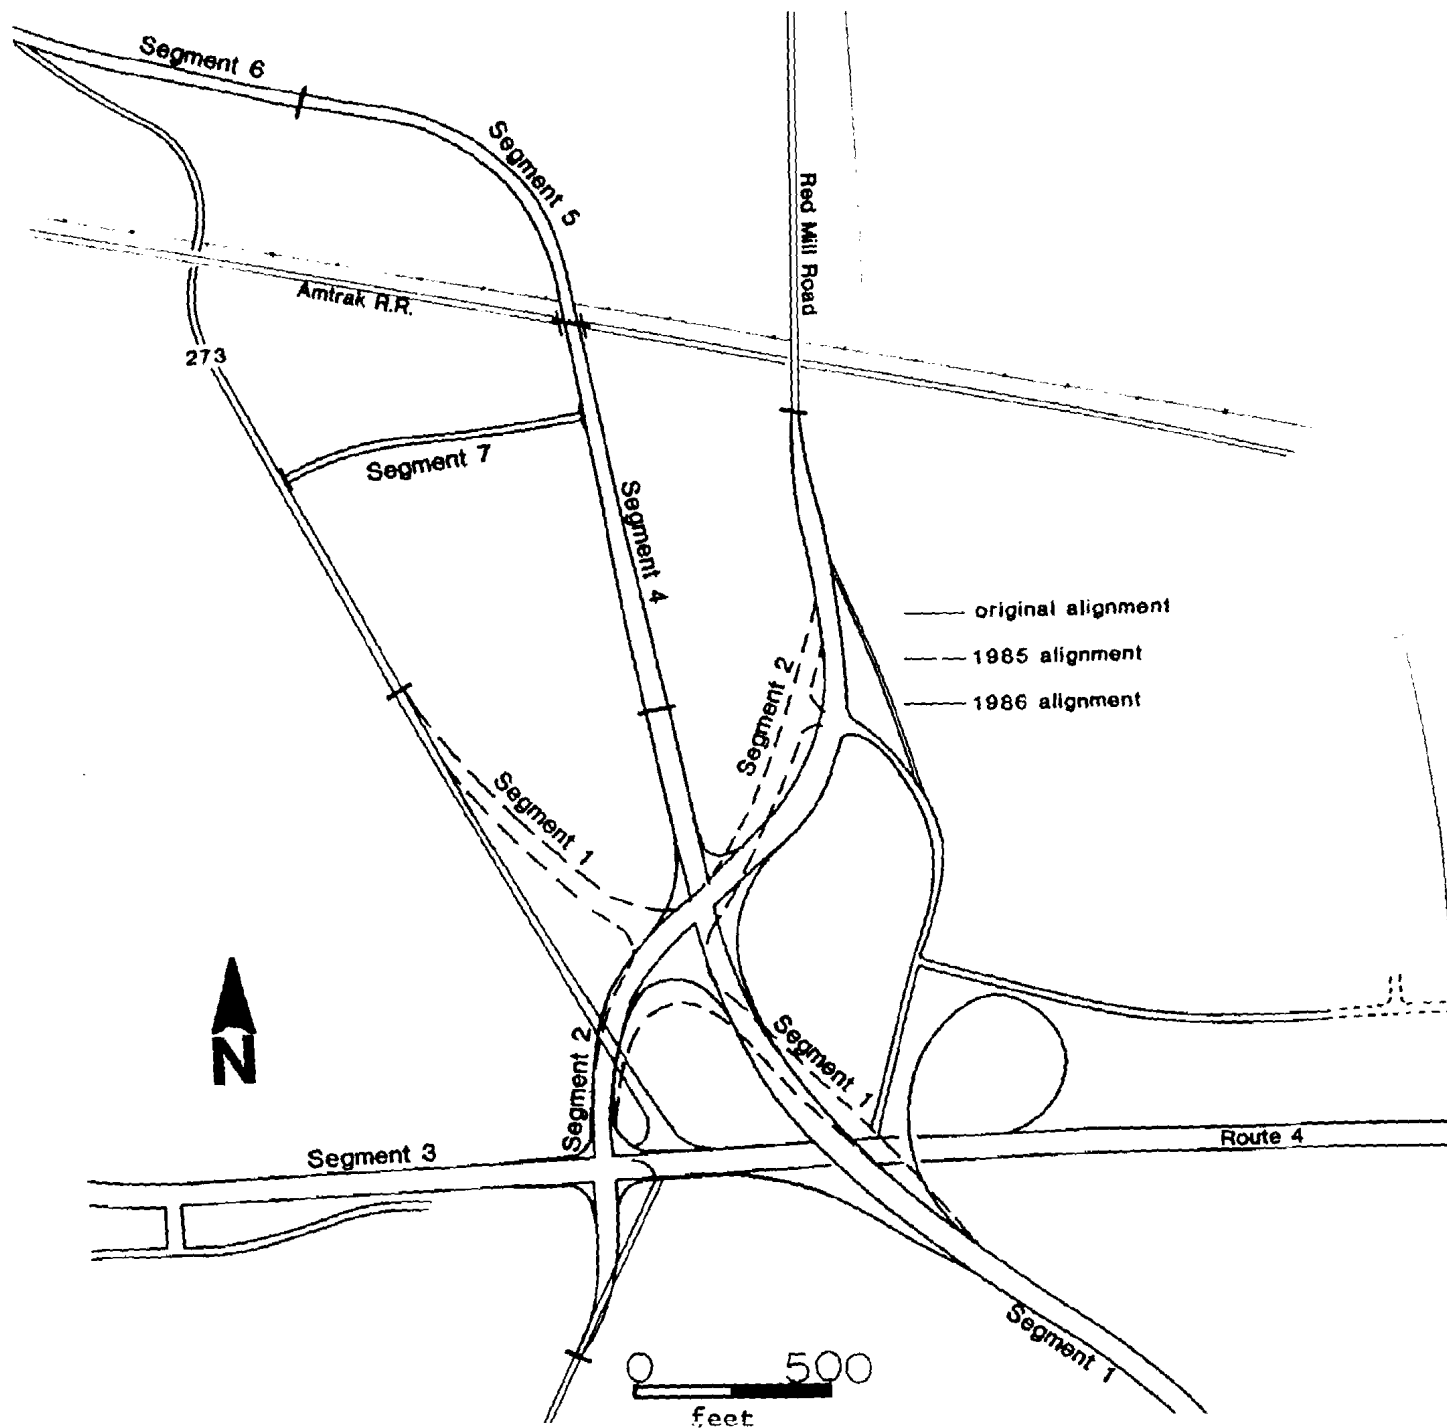 Segment 6
Segment 5
Red Mill Road
Amtrak R.R.
273
Segment 7
Segment 4
original alignment
1985 alignment
1986 alignment
Segment 2
Segment 1
N
Segment 2
Segment 1
Segment 3
Route 4
Segment 1
0 500
feet